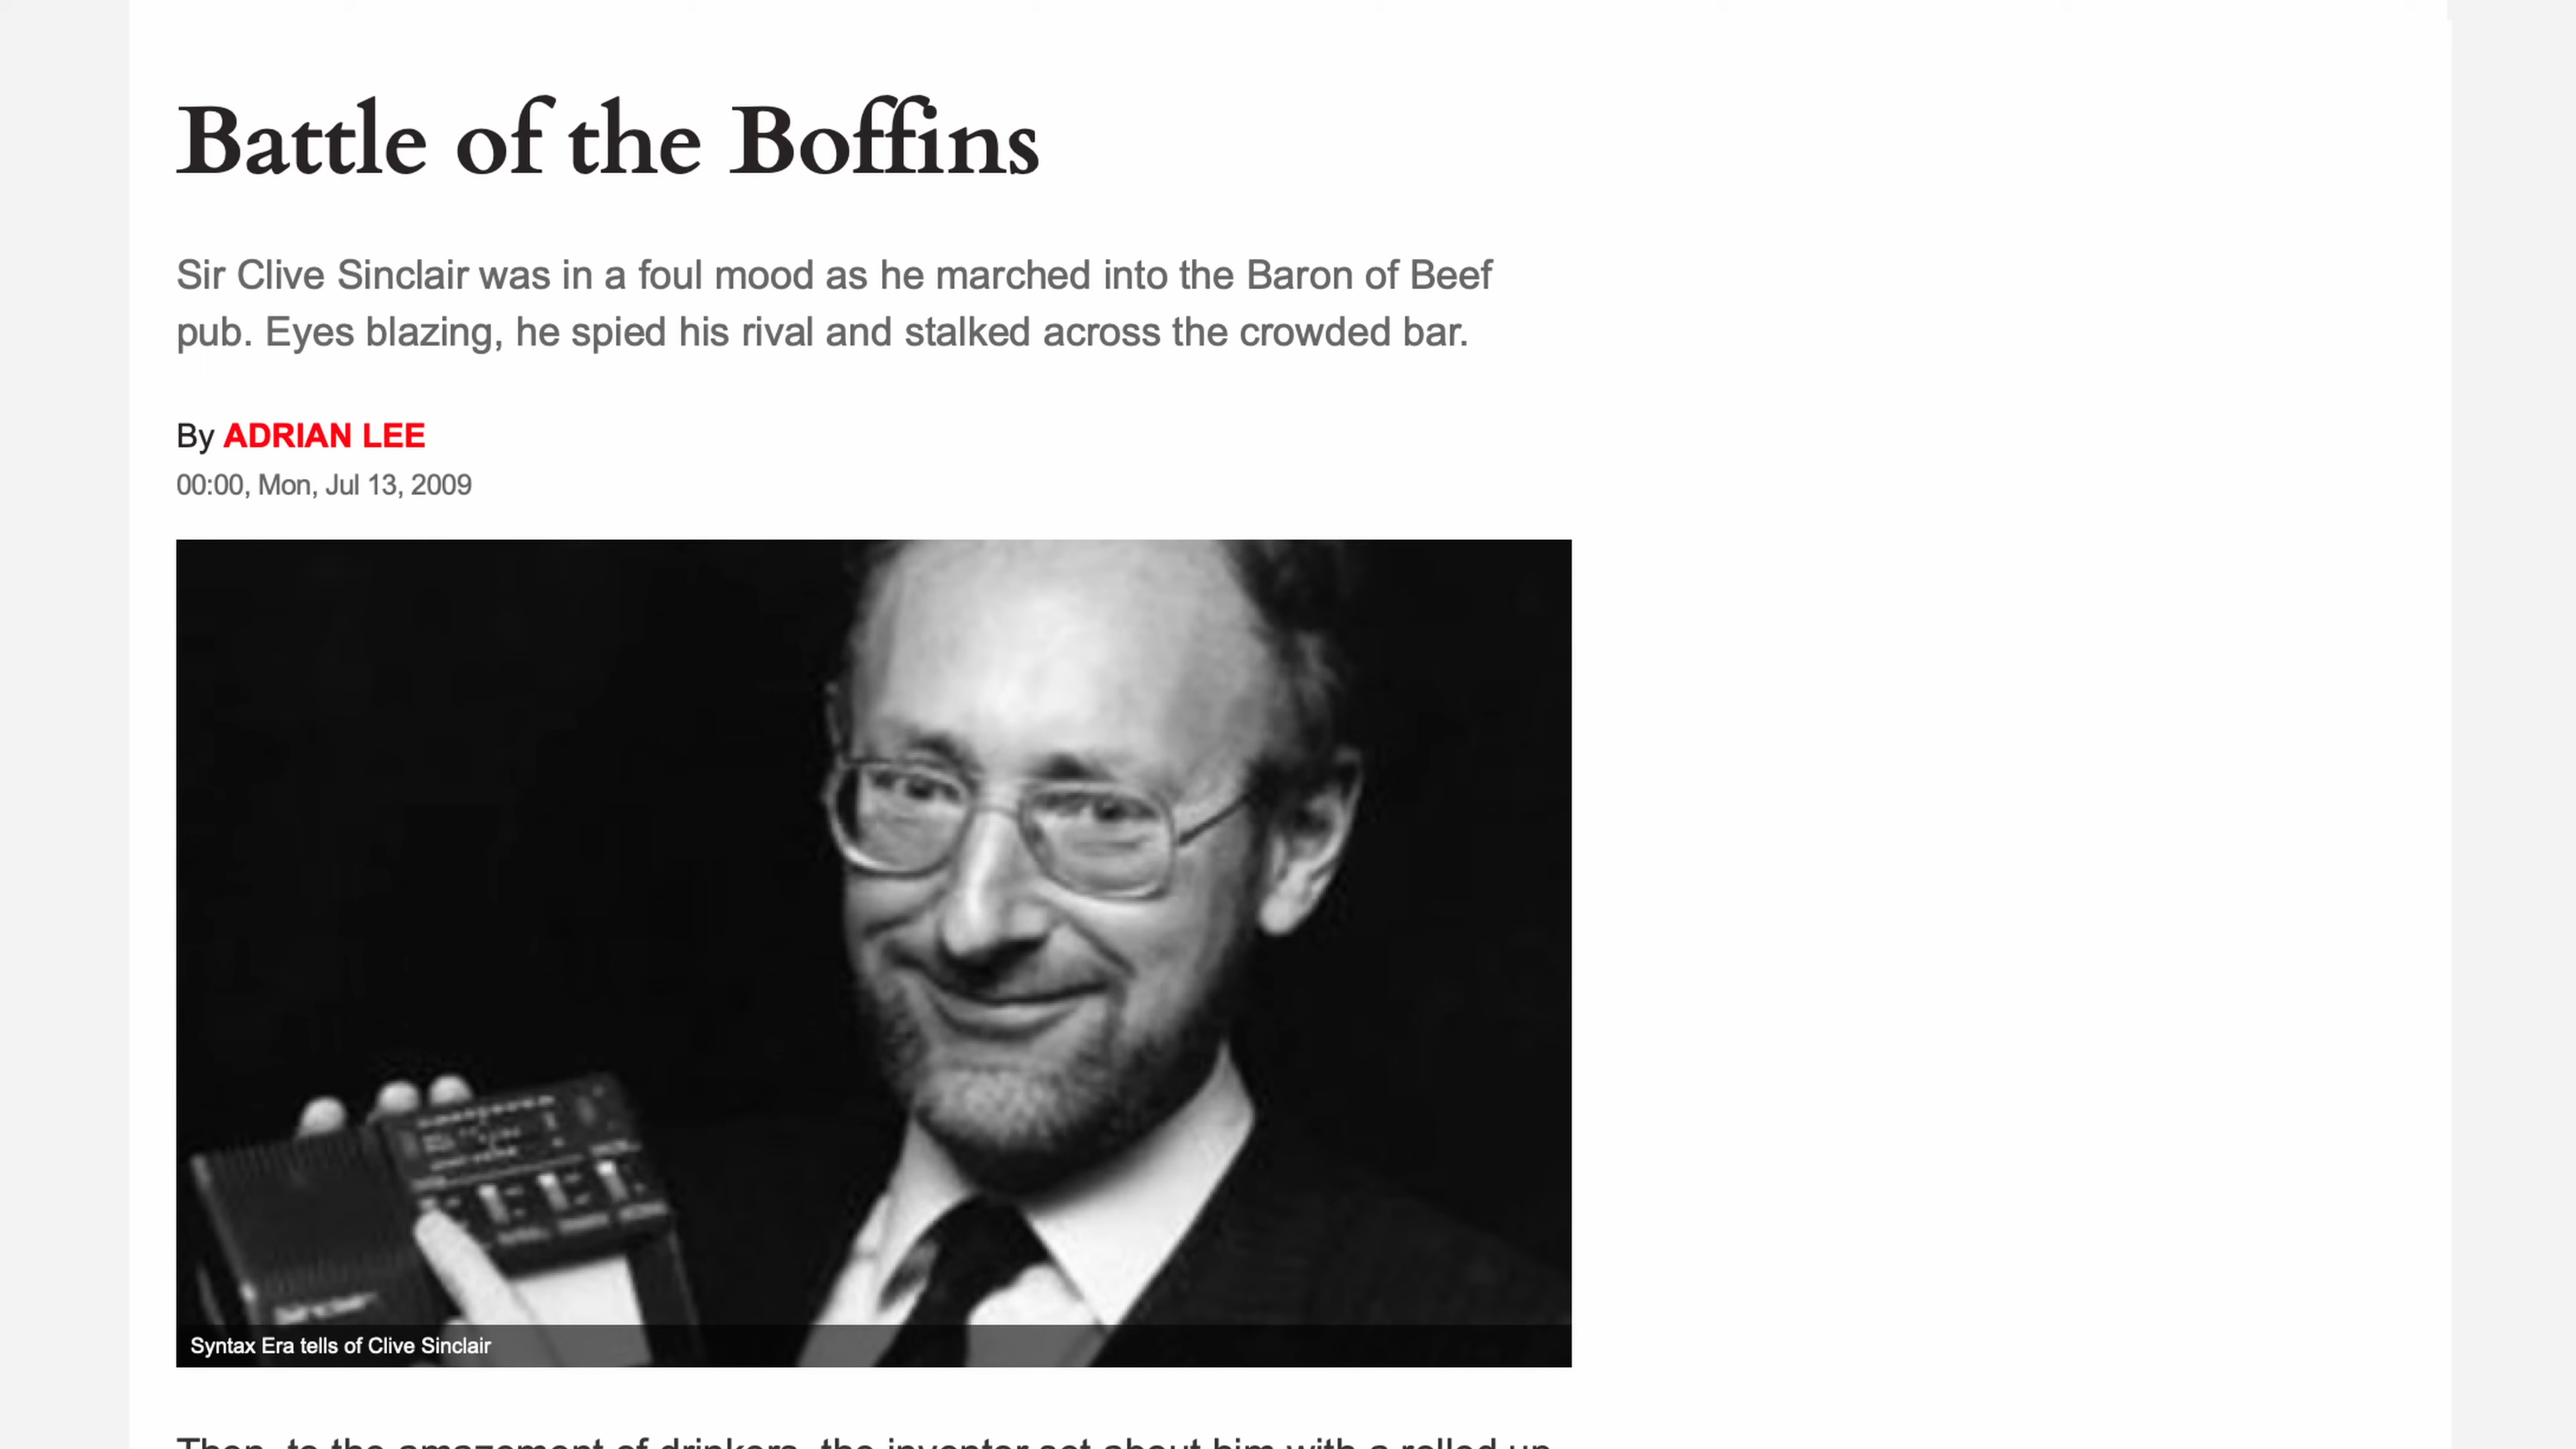 Battle of the Boffins
Sir Clive Sinclair was in a foul mood as he marched into the Baron of Beef
pub. Eyes blazing, he spied his rival and stalked across the crowded bar.
By ADRIAN LEE
00:00, Mon, Jul 13, 2009
sinclair
Syntax Era tells of Clive Sinclair
Then, to the amazement of drinkers, the inventor set about him with a rolled up